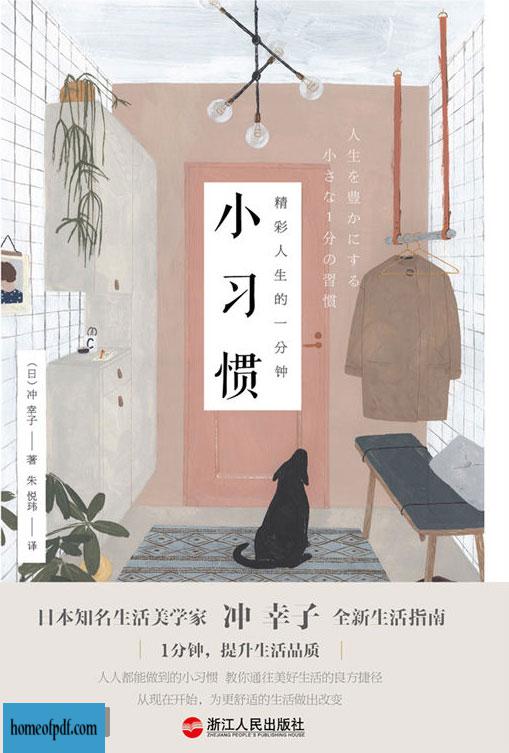 人生を豊かにする
小さな1分の習慣
精彩人生的一分钟
小习惯
(日)冲 幸子——著 朱 悦玮——译
日本知名生活美学家 冲 幸子 全新生活指南
1分钟，提升生活品质
人人都能做到的小习惯 教你通往美好生活的良方捷径
从现在开始，为更舒适的生活做出改变
浙江人民出版社
ZHEJIANG PEOPLE'S PUBLISHING HOUSE
homeofpdf.com